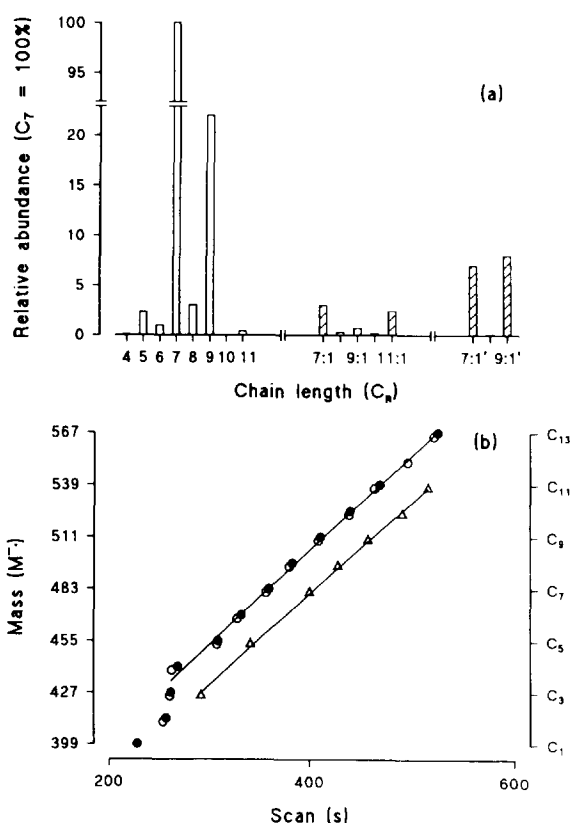 Relative abundance (C7 = 100%)
100
95
20
15
10
5
0
(a)
4 5 6 7 8 9 10 11 7:1 9:1 11:1 7:1' 9:1'
Chain length (Cn)
Mass (M-·)
567
539
511
483
455
427
399
(b)
C13
C11
C9
C7
C5
C3
C1
200 400 600
Scan (s)